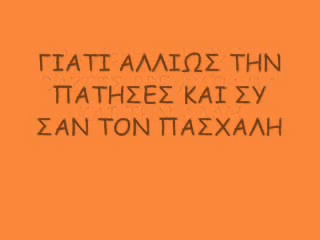 ΓΙΑΤΙ ΑΛΛΙΩΣ ΤΗΝ
ΠΑΤΗΣΕΣ ΚΑΙ ΣΥ
ΣΑΝ ΤΟΝ ΠΑΣΧΑΛΗ